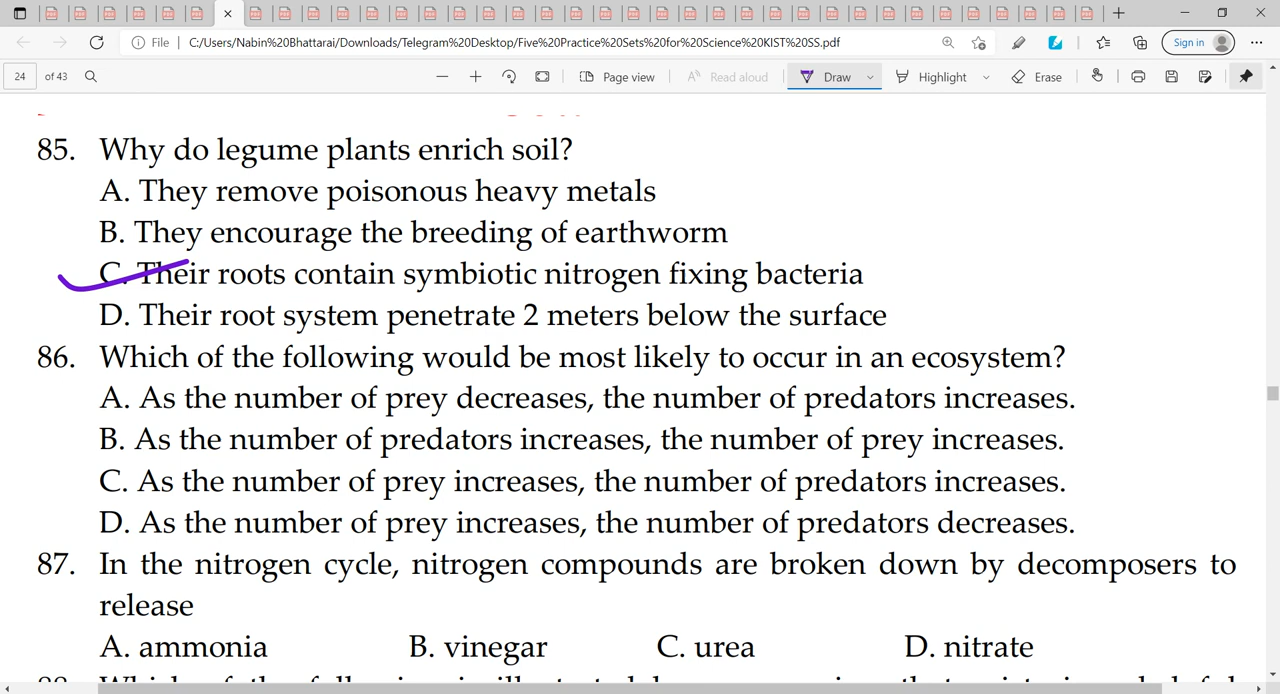 File
C:/Users/Nabin%20Bhattarai/Downloads/Telegram%20Desktop/Five%20Practice%20Sets%20for%20Science%20KIST%20SS.pdf
Sign in
24 of 43
Page view
Read aloud
Draw
Highlight
Erase
85. Why do legume plants enrich soil?
A. They remove poisonous heavy metals
B. They encourage the breeding of earthworm
C. Their roots contain symbiotic nitrogen fixing bacteria
D. Their root system penetrate 2 meters below the surface
86. Which of the following would be most likely to occur in an ecosystem?
A. As the number of prey decreases, the number of predators increases.
B. As the number of predators increases, the number of prey increases.
C. As the number of prey increases, the number of predators increases.
D. As the number of prey increases, the number of predators decreases.
87. In the nitrogen cycle, nitrogen compounds are broken down by decomposers to
release
A. ammonia B. vinegar C. urea D. nitrate